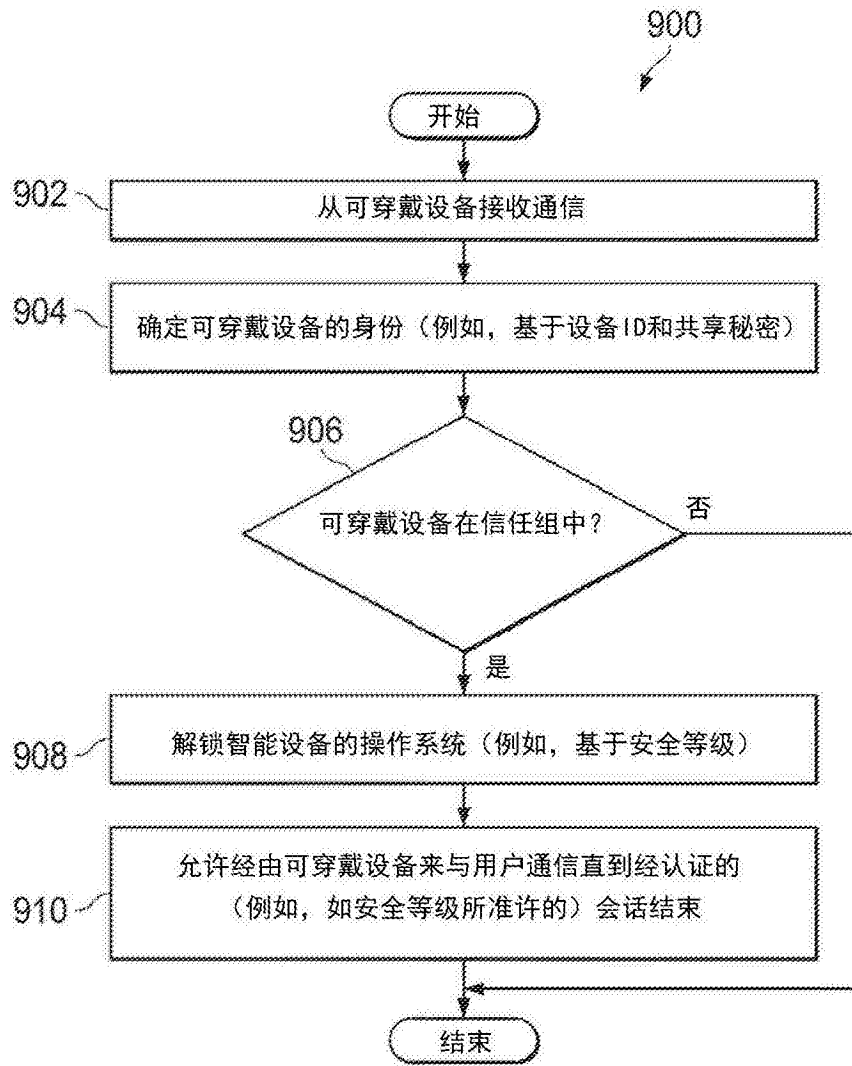 900
开始
902
从可穿戴设备接收通信
904
确定可穿戴设备的身份（例如，基于设备ID和共享秘密）
906
可穿戴设备在信任组中？
否
是
908
解锁智能设备的操作系统（例如，基于安全等级）
910
允许经由可穿戴设备来与用户通信直到经认证的
（例如，如安全等级所准许的）会话结束
结束